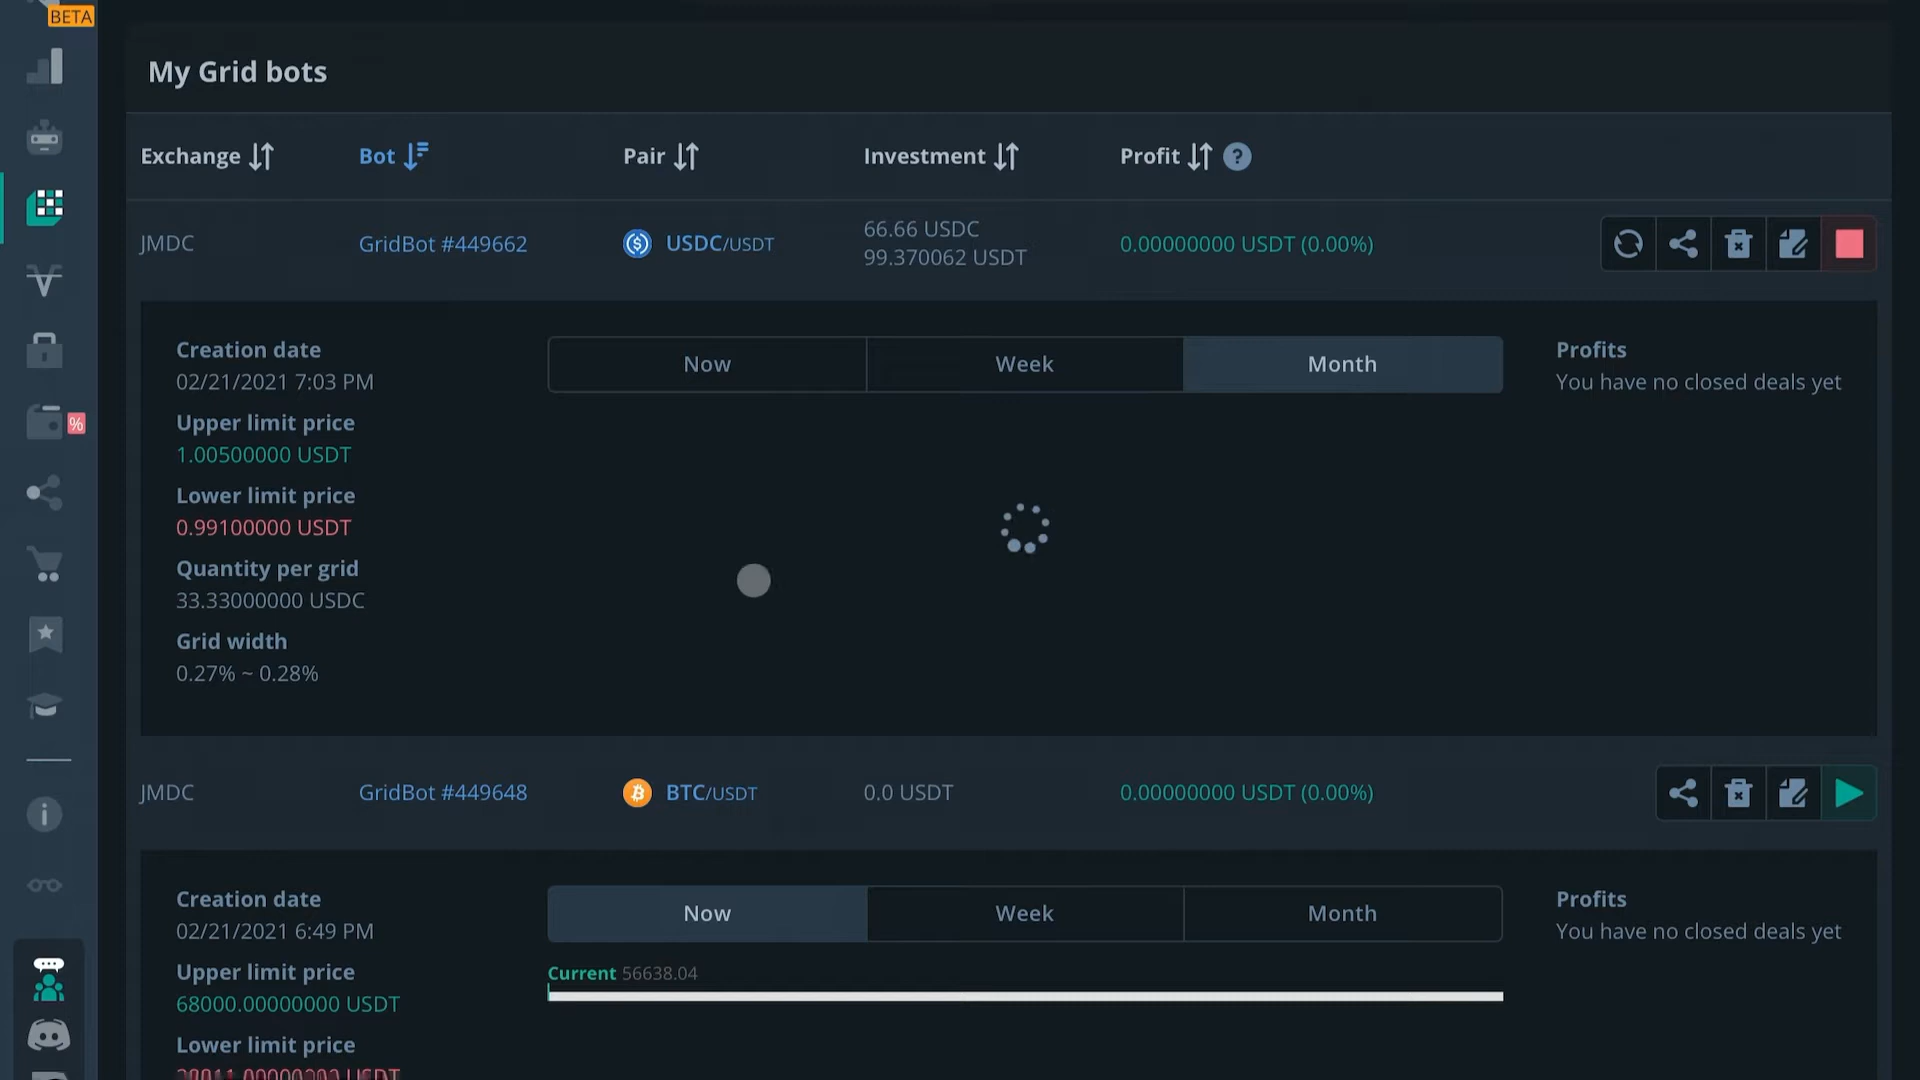 BETA
My Grid bots
Exchange Bot Pair Investment Profit ?
JMDC GridBot #449662 USDC/USDT 66.66 USDC 0.00000000 USDT (0.00%)
99.370062 USDT
Creation date Now Week Month Profits
02/21/2021 7:03 PM You have no closed deals yet
Upper limit price
1.00500000 USDT
%
Lower limit price
0.99100000 USDT
Quantity per grid
33.33000000 USDC
Grid width
0.27% ~ 0.28%
JMDC GridBot #449648 BTC/USDT 0.0 USDT 0.00000000 USDT (0.00%)
Creation date Now Week Month Profits
02/21/2021 6:49 PM You have no closed deals yet
Upper limit price Current 56638.04
68000.00000000 USDT
Lower limit price
USDT